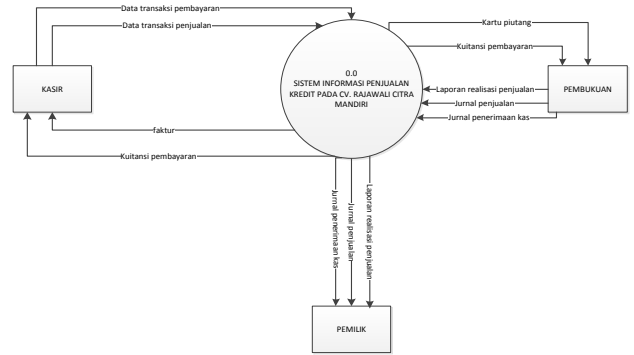 Data transaksi pembayaran
Data transaksi penjualan
Kartu piutang
Kuitansi pembayaran
KASIR
0.0
SISTEM INFORMASI PENJUALAN
KREDIT PADA CV. RAJAWALI CITRA
MANDIRI
PEMBUKUAN
Laporan realisasi penjualan
Jurnal penjualan
Jurnal penerimaan kas
faktur
Kuitansi pembayaran
Jurnal penerimaan kas
Jurnal penjualan
Laporan realisasi penjualan
PEMILIK